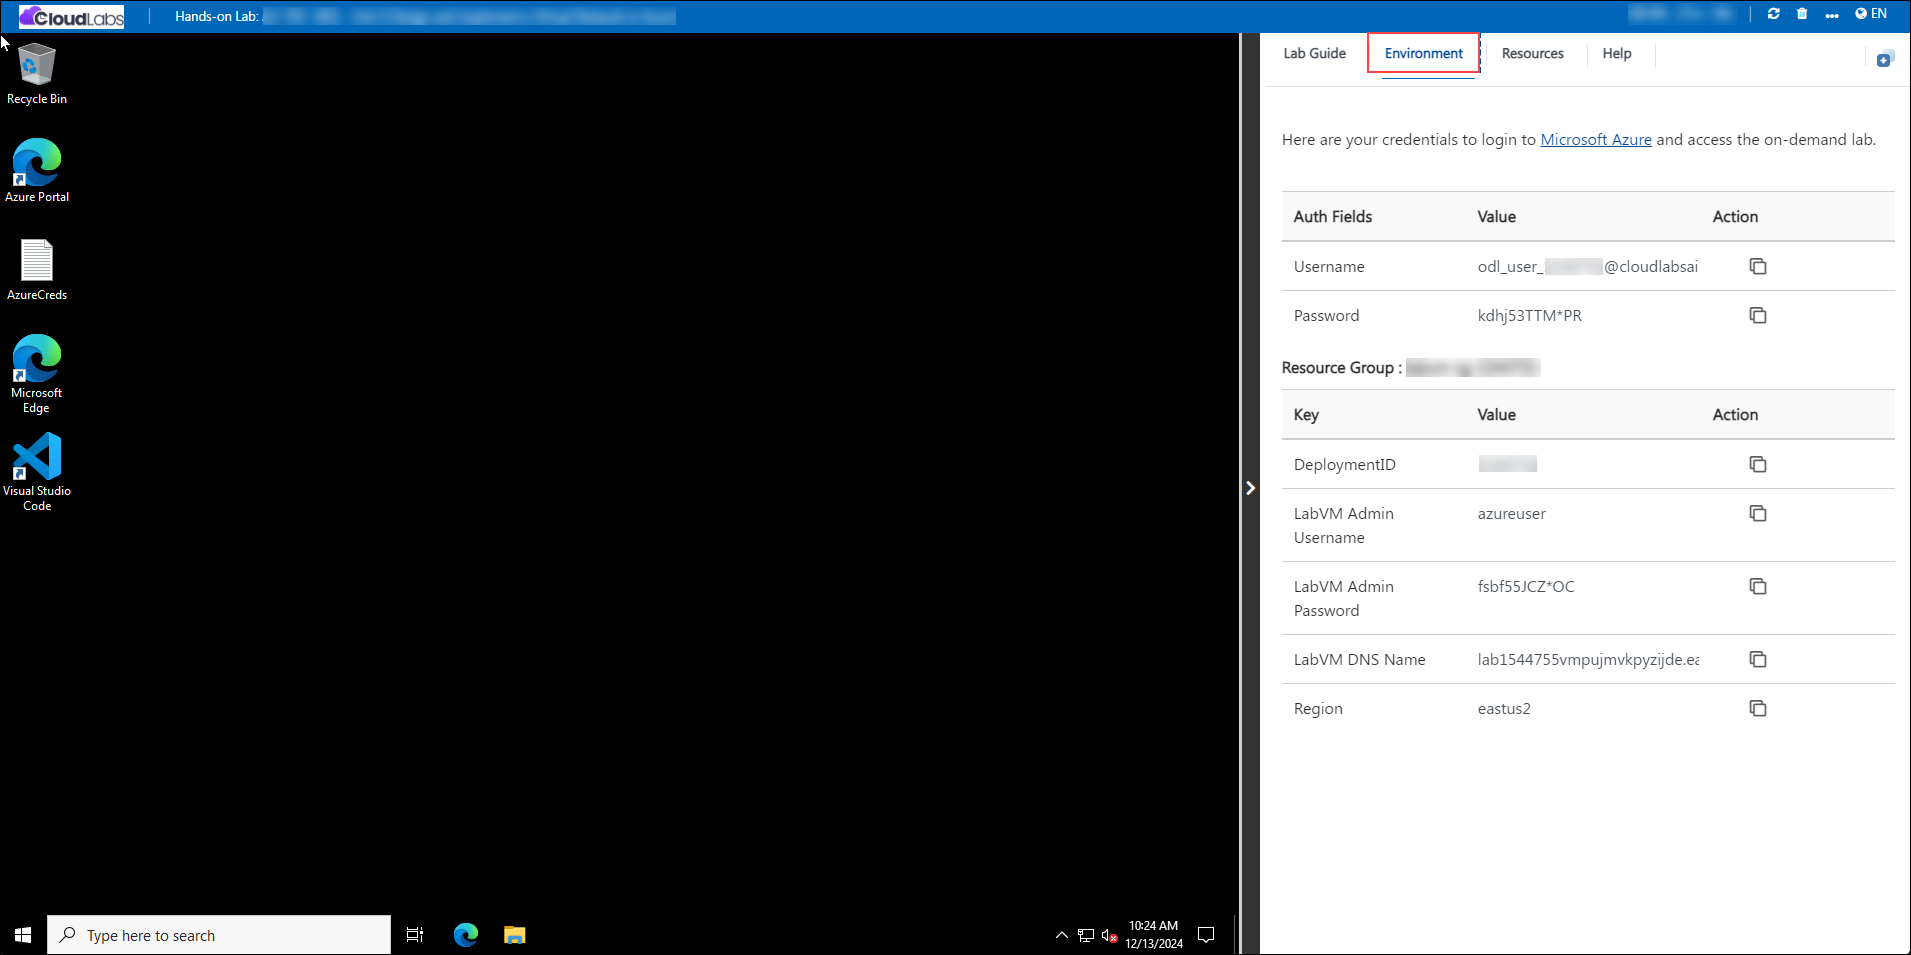 CloudLabs
Hands-on Lab:
EN
Recycle Bin
Azure Portal
AzureCreds
Microsoft
Edge
Visual Studio
Code
Type here to search
10:24 AM
12/13/2024
Lab Guide
Environment
Resources
Help
Here are your credentials to login to Microsoft Azure and access the on-demand lab.
Auth Fields Value Action
Username odl_user_ @cloudlabsai
Password kdhj53TTM*PR
Resource Group :
Key Value Action
DeploymentID
LabVM Admin
Username
azureuser
LabVM Admin
Password
fsbf55JCZ*OC
LabVM DNS Name lab1544755vmpujmvkpyzijde.ea
Region eastus2